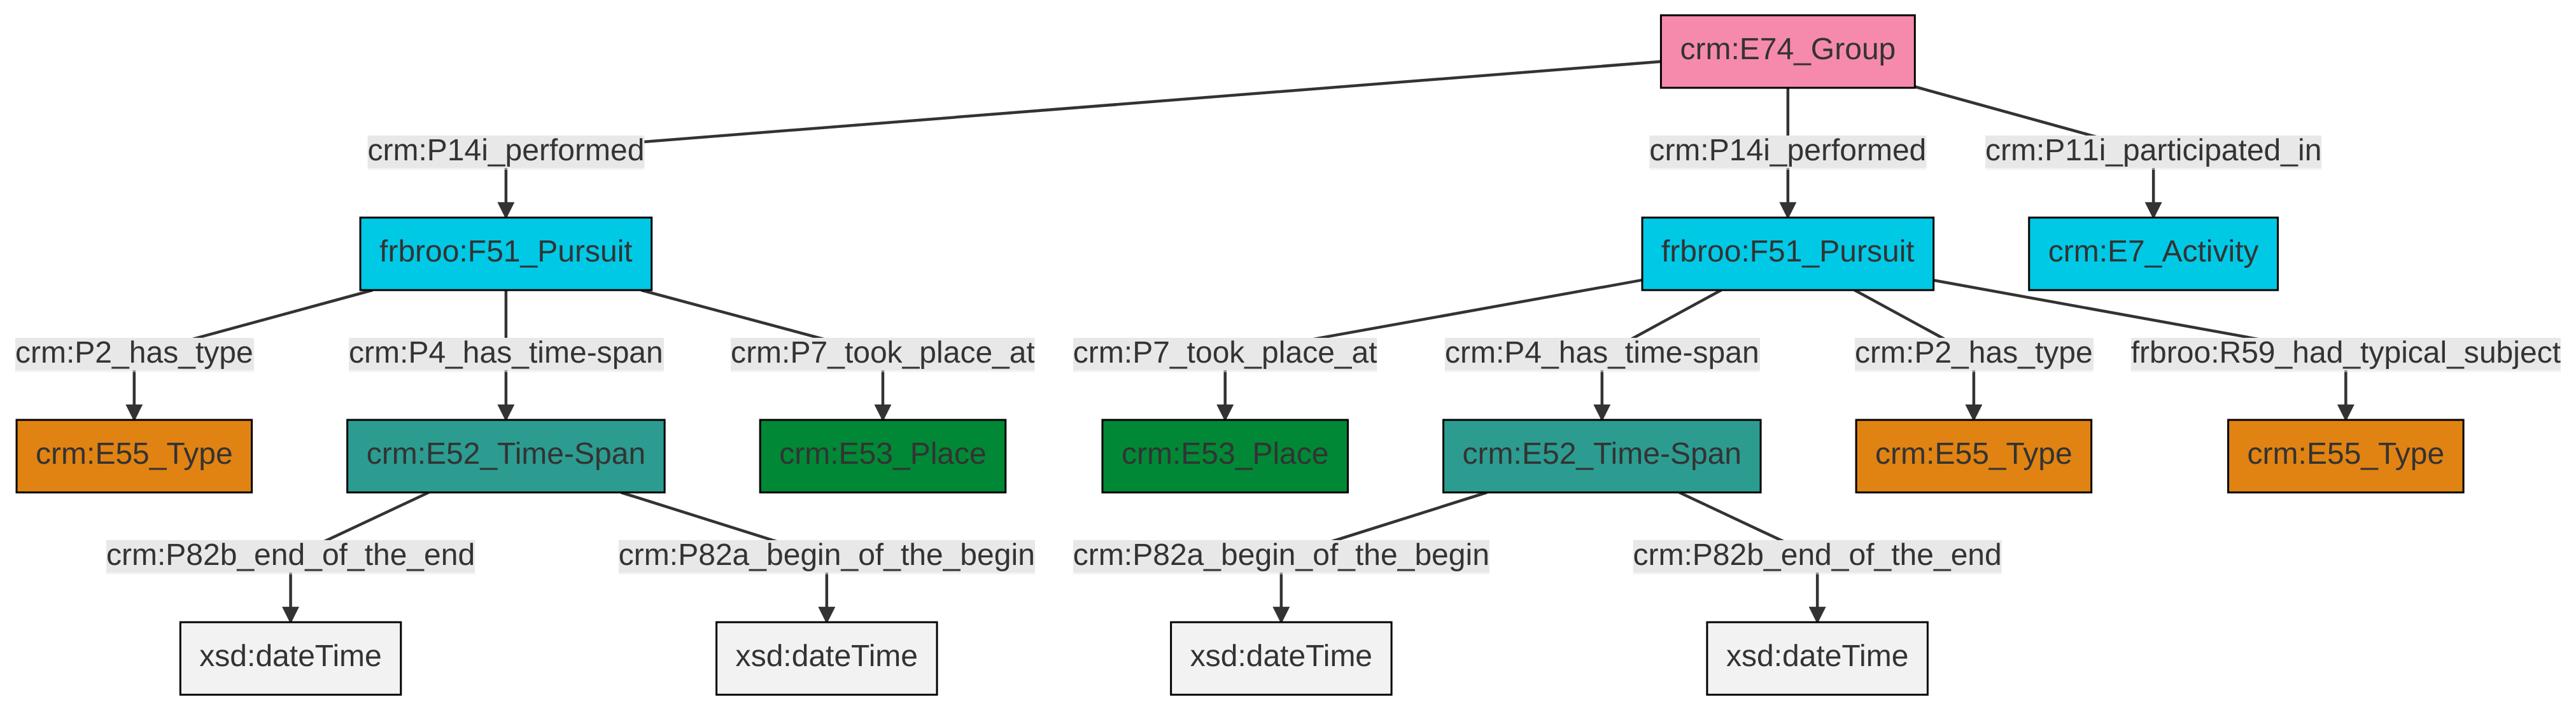 crm:E74_Group
crm:P14i_performed
crm:P14i_performed
crm:P11i_participated_in
frbroo:F51_Pursuit
frbroo:F51_Pursuit
crm:E7_Activity
crm:P2_has_type
crm:P4_has_time-span
crm:P7_took_place_at
crm:P7_took_place_at
crm:P4_has_time-span
crm:P2_has_type
frbroo:R59_had_typical_subject
crm:E55_Type
crm:E52_Time-Span
crm:E53_Place
crm:E53_Place
crm:E52_Time-Span
crm:E55_Type
crm:E55_Type
crm:P82b_end_of_the_end
crm:P82a_begin_of_the_begin
crm:P82a_begin_of_the_begin
crm:P82b_end_of_the_end
xsd:dateTime
xsd:dateTime
xsd:dateTime
xsd:dateTime